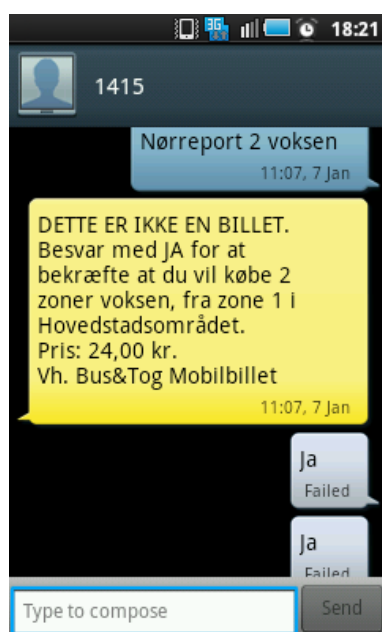 3G
18:21
1415
Nørreport 2 voksen
11:07, 7 Jan
DETTE ER IKKE EN BILLET.
Besvar med JA for at
bekræfte at du vil købe 2
zoner voksen, fra zone 1 i
Hovedstadsområdet.
Pris: 24,00 kr.
Vh. Bus&Tog Mobilbillet
11:07, 7 Jan
Ja
Failed
Ja
Failed
Type to compose
Send